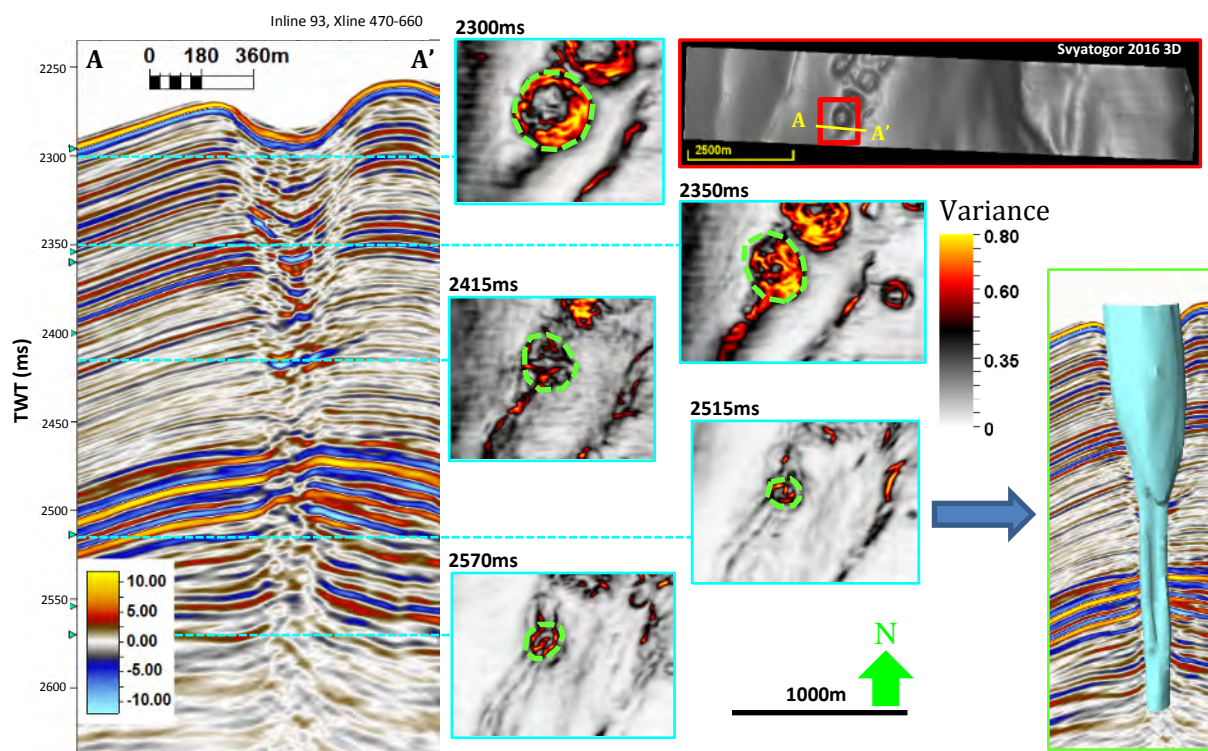 Inline 93, Xline 470-660
A
A'
0 180 360m
2250
2300
2350
2400
2450
2500
2550
2600
TWT (ms)
10.00
5.00
0.00
-5.00
-10.00
2300ms
Svyatogor 2016 3D
A
A'
2500m
2350ms
2415ms
2515ms
2570ms
Variance
0.80
0.60
0.35
0
N
1000m